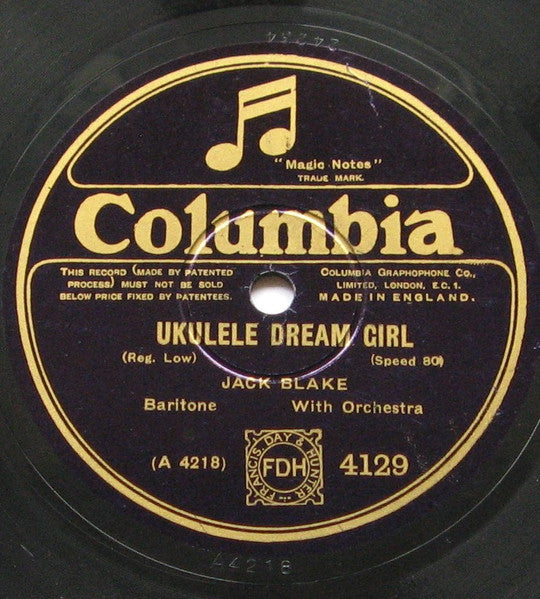 "Magic Notes"
TRADE MARK.
Columbia
THIS RECORD (MADE BY PATENTED
PROCESS) MUST NOT BE SOLD
BELOW PRICE FIXED BY PATENTEES.
COLUMBIA GRAPHOPHONE CO.,
LIMITED, LONDON, E.C.1.
MADE IN ENGLAND.
UKULELE DREAM GIRL
(Reg. Low) (Speed 80)
JACK BLAKE
Baritone With Orchestra
(A 4218)
FRANCIS, DAY & HUNTER
FDH
4129
A4218